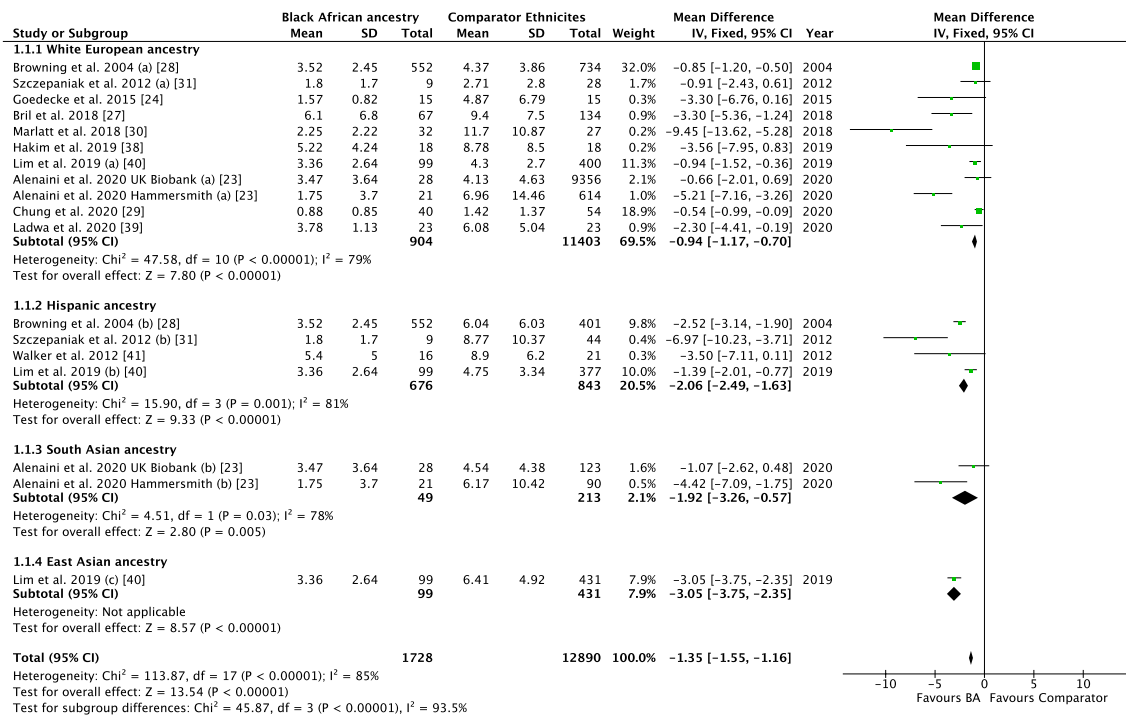 Black African ancestry Comparator Ethnicites Mean Difference Mean Difference
Study or Subgroup Mean SD Total Mean SD Total Weight IV, Fixed, 95% CI Year IV, Fixed, 95% CI
1.1.1 White European ancestry
Browning et al. 2004 (a) [28] 3.52 2.45 552 4.37 3.86 734 32.0% −0.85 [−1.20, −0.50] 2004
Szczepaniak et al. 2012 (a) [31] 1.8 1.7 9 2.71 2.8 28 1.7% −0.91 [−2.43, 0.61] 2012
Goedecke et al. 2015 [24] 1.57 0.82 15 4.87 6.79 15 0.3% −3.30 [−6.76, 0.16] 2015
Bril et al. 2018 [27] 6.1 6.8 67 9.4 7.5 134 0.9% −3.30 [−5.36, −1.24] 2018
Marlatt et al. 2018 [30] 2.25 2.22 32 11.7 10.87 27 0.2% −9.45 [−13.62, −5.28] 2018
Hakim et al. 2019 [38] 5.22 4.24 18 8.78 8.5 18 0.2% −3.56 [−7.95, 0.83] 2019
Lim et al. 2019 (a) [40] 3.36 2.64 99 4.3 2.7 400 11.3% −0.94 [−1.52, −0.36] 2019
Alenaini et al. 2020 UK Biobank (a) [23] 3.47 3.64 28 4.13 4.63 9356 2.1% −0.66 [−2.01, 0.69] 2020
Alenaini et al. 2020 Hammersmith (a) [23] 1.75 3.7 21 6.96 14.46 614 1.0% −5.21 [−7.16, −3.26] 2020
Chung et al. 2020 [29] 0.88 0.85 40 1.42 1.37 54 18.9% −0.54 [−0.99, −0.09] 2020
Ladwa et al. 2020 [39] 3.78 1.13 23 6.08 5.04 23 0.9% −2.30 [−4.41, −0.19] 2020
Subtotal (95% CI) 904 11403 69.5% −0.94 [−1.17, −0.70]
Heterogeneity: Chi² = 47.58, df = 10 (P < 0.00001); I² = 79%
Test for overall effect: Z = 7.80 (P < 0.00001)
1.1.2 Hispanic ancestry
Browning et al. 2004 (b) [28] 3.52 2.45 552 6.04 6.03 401 9.8% −2.52 [−3.14, −1.90] 2004
Szczepaniak et al. 2012 (b) [31] 1.8 1.7 9 8.77 10.37 44 0.4% −6.97 [−10.23, −3.71] 2012
Walker et al. 2012 [41] 5.4 5 16 8.9 6.2 21 0.3% −3.50 [−7.11, 0.11] 2012
Lim et al. 2019 (b) [40] 3.36 2.64 99 4.75 3.34 377 10.0% −1.39 [−2.01, −0.77] 2019
Subtotal (95% CI) 676 843 20.5% −2.06 [−2.49, −1.63]
Heterogeneity: Chi² = 15.90, df = 3 (P = 0.001); I² = 81%
Test for overall effect: Z = 9.33 (P < 0.00001)
1.1.3 South Asian ancestry
Alenaini et al. 2020 UK Biobank (b) [23] 3.47 3.64 28 4.54 4.38 123 1.6% −1.07 [−2.62, 0.48] 2020
Alenaini et al. 2020 Hammersmith (b) [23] 1.75 3.7 21 6.17 10.42 90 0.5% −4.42 [−7.09, −1.75] 2020
Subtotal (95% CI) 49 213 2.1% −1.92 [−3.26, −0.57]
Heterogeneity: Chi² = 4.51, df = 1 (P = 0.03); I² = 78%
Test for overall effect: Z = 2.80 (P = 0.005)
1.1.4 East Asian ancestry
Lim et al. 2019 (c) [40] 3.36 2.64 99 6.41 4.92 431 7.9% −3.05 [−3.75, −2.35] 2019
Subtotal (95% CI) 99 431 7.9% −3.05 [−3.75, −2.35]
Heterogeneity: Not applicable
Test for overall effect: Z = 8.57 (P < 0.00001)
Total (95% CI) 1728 12890 100.0% −1.35 [−1.55, −1.16]
Heterogeneity: Chi² = 113.87, df = 17 (P < 0.00001); I² = 85%
Test for overall effect: Z = 13.54 (P < 0.00001)
Test for subgroup differences: Chi² = 45.87, df = 3 (P < 0.00001), I² = 93.5%
−10 −5 0 5 10
Favours BA Favours Comparator